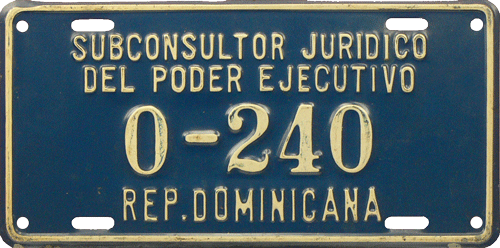 SUBCONSULTOR JURIDICO
DEL PODER EJECUTIVO
0-240
REP. DOMINICANA